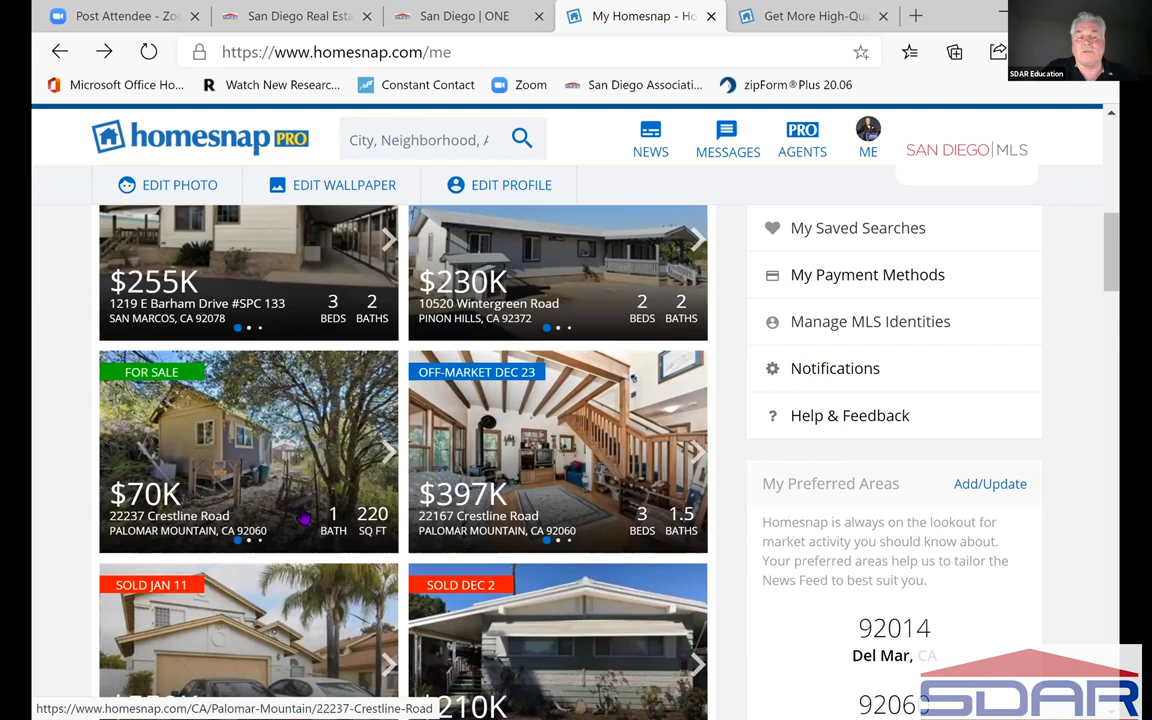 Post Attendee - Zo
San Diego Real Esta
San Diego | ONE
My Homesnap - Ho
Get More High-Qu
https://www.homesnap.com/me
SDAR Education
Microsoft Office Ho...
Watch New Researc...
Constant Contact
Zoom
San Diego Associati...
zipForm®Plus 20.06
homesnap PRO
City, Neighborhood, A
NEWS
MESSAGES
PRO
AGENTS
ME
SAN DIEGO|MLS
EDIT PHOTO
EDIT WALLPAPER
EDIT PROFILE
$255K
1219 E Barham Drive #SPC 133
SAN MARCOS, CA 92078
3 BEDS
2 BATHS
$230K
10520 Wintergreen Road
PINON HILLS, CA 92372
2 BEDS
2 BATHS
FOR SALE
$70K
22237 Crestline Road
PALOMAR MOUNTAIN, CA 92060
1 BATH
220 SQ FT
OFF-MARKET DEC 23
$397K
22167 Crestline Road
PALOMAR MOUNTAIN, CA 92060
3 BEDS
1.5 BATHS
SOLD JAN 11
SOLD DEC 2
210K
My Saved Searches
My Payment Methods
Manage MLS Identities
Notifications
Help & Feedback
My Preferred Areas
Add/Update
Homesnap is always on the lookout for
market activity you should know about.
Your preferred areas help us to tailor the
News Feed to best suit you.
92014
Del Mar, CA
9206
SDAR
https://www.homesnap.com/CA/Palomar-Mountain/22237-Crestline-Road